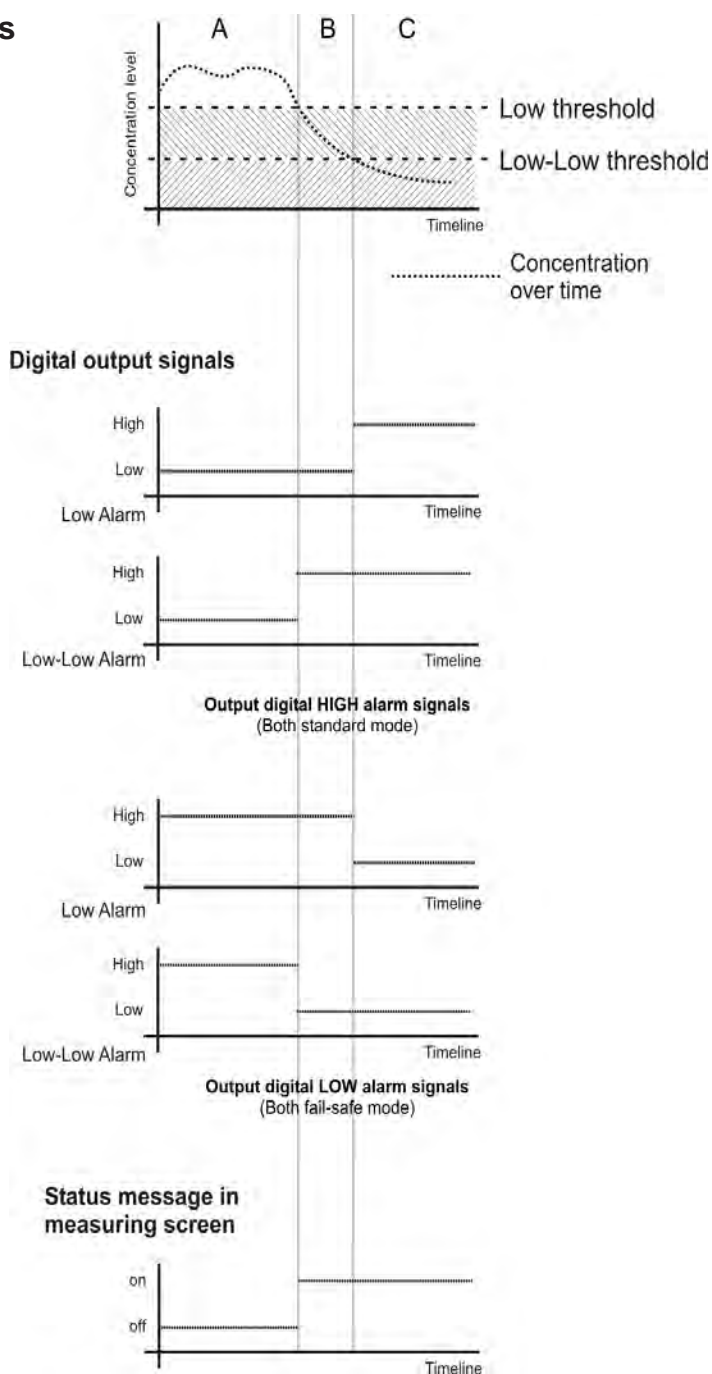 s
A B C
Concentration level
Low threshold
Low-Low threshold
Timeline
Concentration
over time
Digital output signals
High
Low
Low Alarm
Timeline
High
Low
Low-Low Alarm
Timeline
Output digital HIGH alarm signals
(Both standard mode)
High
Low
Low Alarm
Timeline
High
Low
Low-Low Alarm
Timeline
Output digital LOW alarm signals
(Both fail-safe mode)
Status message in
measuring screen
on
off
Timeline